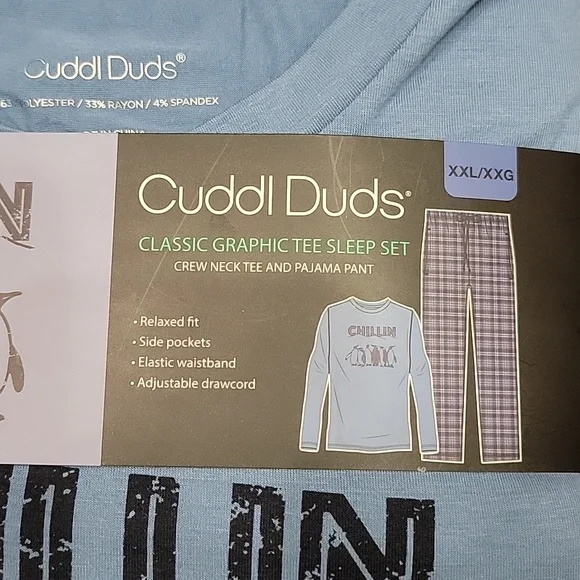 Cuddl Duds®
63 POLYESTER / 33% RAYON / 4% SPANDEX
XXL/XXG
Cuddl Duds®
CLASSIC GRAPHIC TEE SLEEP SET
CREW NECK TEE AND PAJAMA PANT
• Relaxed fit
• Side pockets
• Elastic waistband
• Adjustable drawcord
CHILLIN